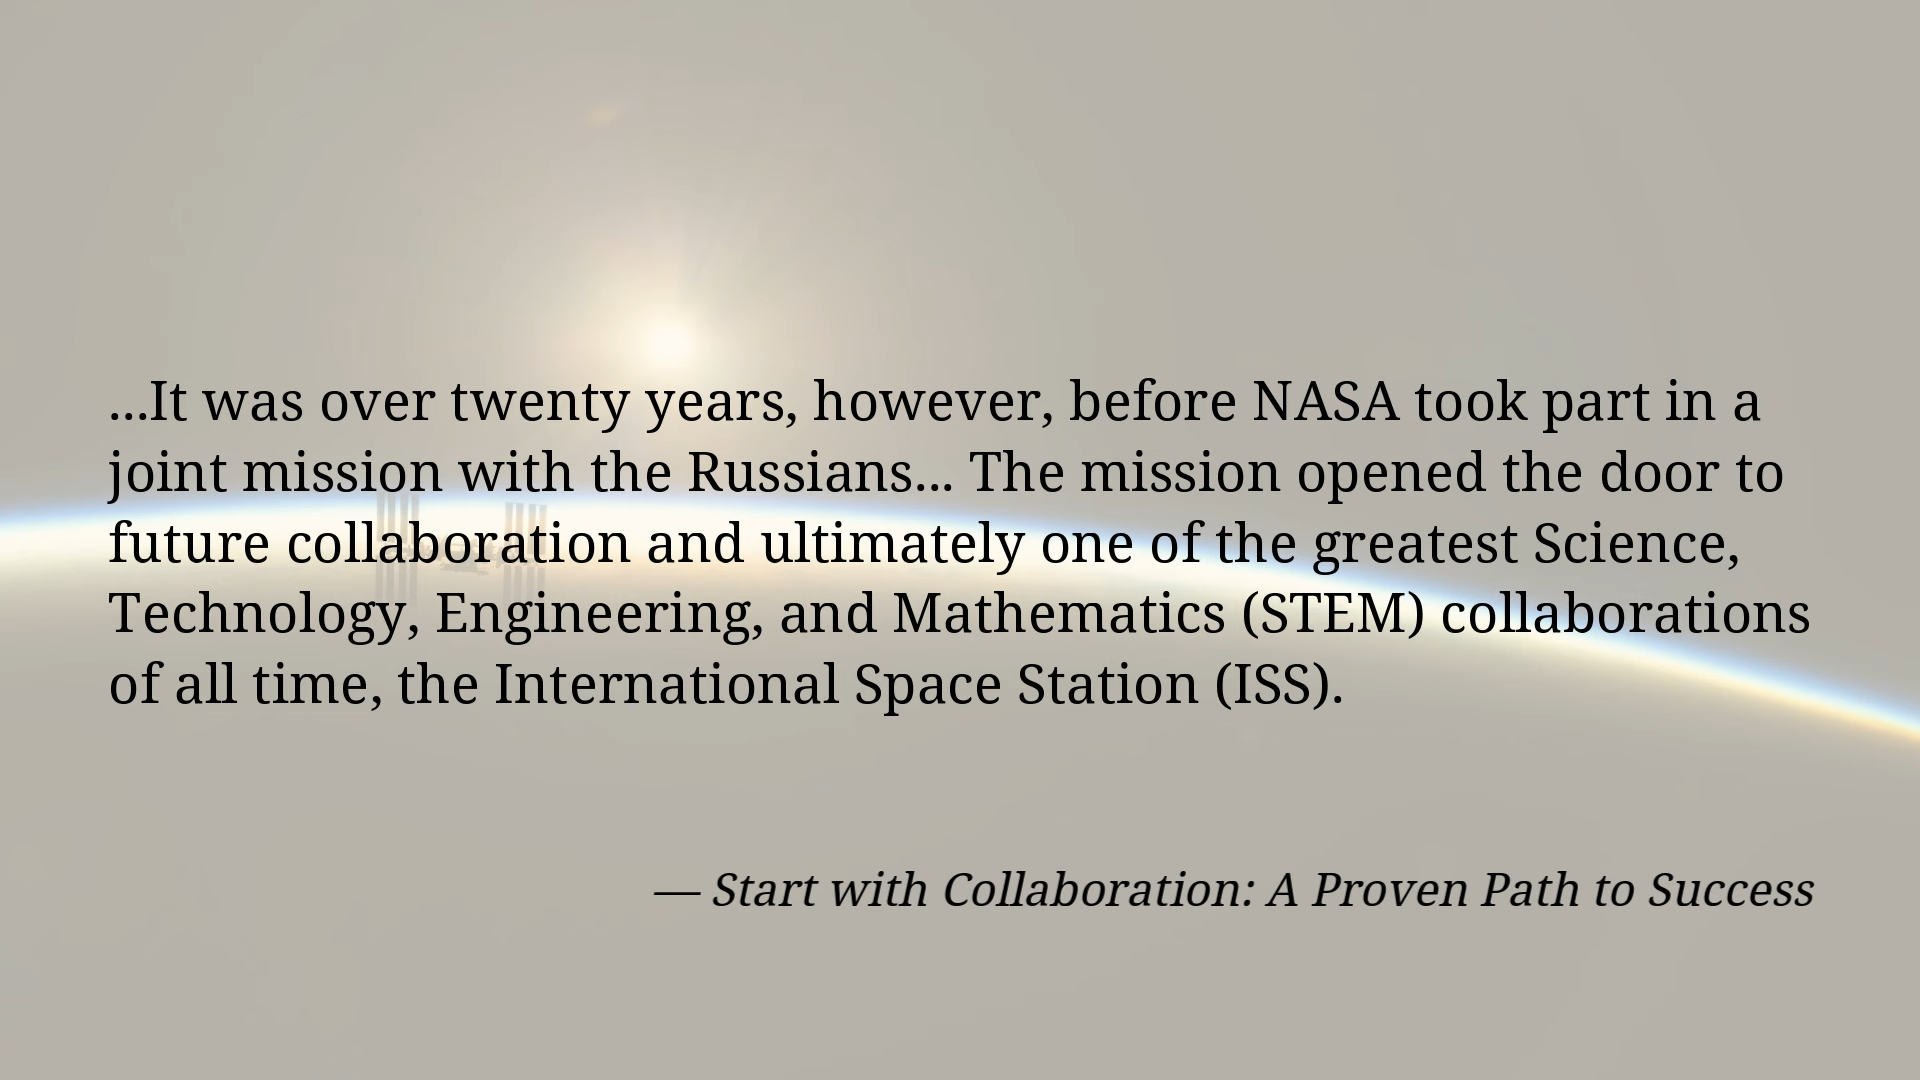 ...It was over twenty years, however, before NASA took part in a
joint mission with the Russians... The mission opened the door to
future collaboration and ultimately one of the greatest Science,
Technology, Engineering, and Mathematics (STEM) collaborations
of all time, the International Space Station (ISS).
— Start with Collaboration: A Proven Path to Success